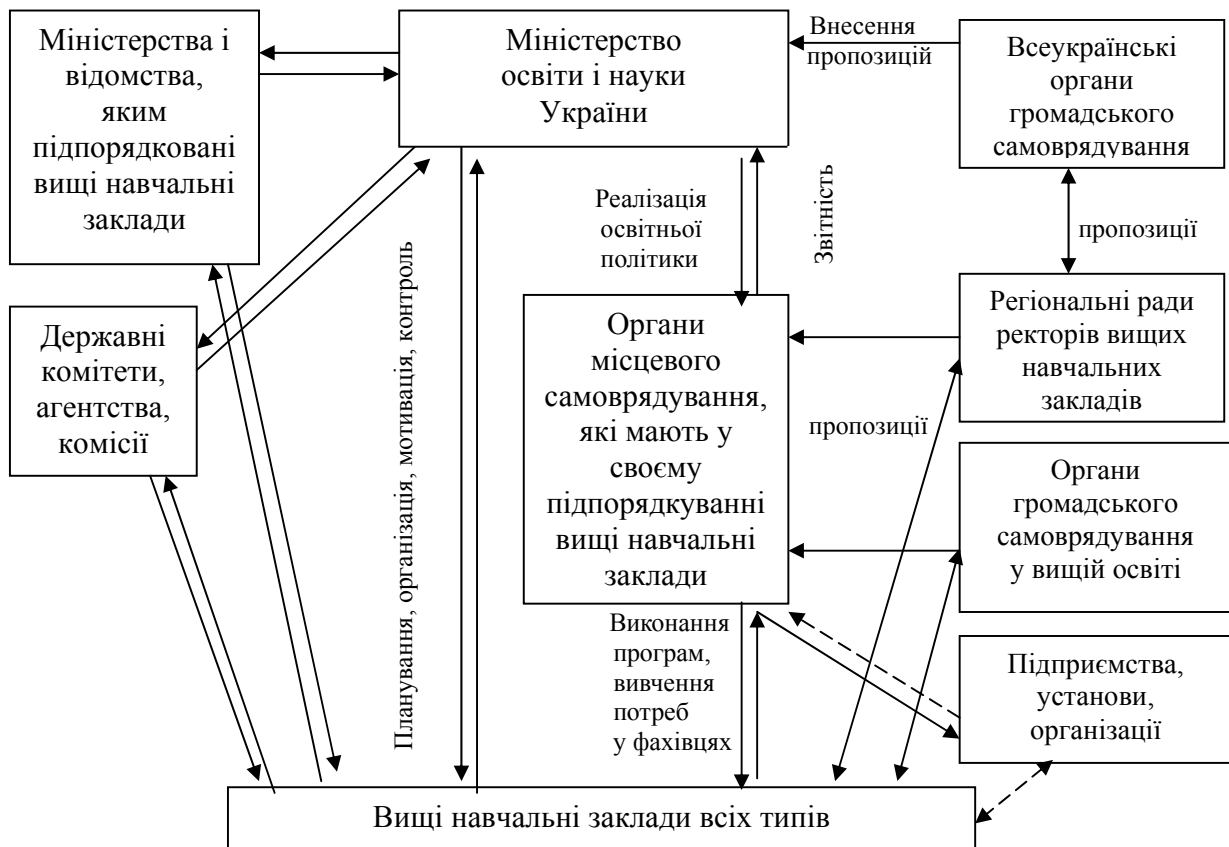 Міністерства і
відомства,
яким
підпорядковані
вищі навчальні
заклади
Міністерство
освіти і науки
України
Внесення
пропозицій
Всеукраїнські
органи
громадського
самоврядування
Реалізація
освітньої
політики
Звітність
пропозиції
Державні
комітети,
агентства,
комісії
Планування, організація, мотивація, контроль
Органи
місцевого
самоврядування,
які мають у
своєму
підпорядкуванні
вищі навчальні
заклади
Регіональні ради
ректорів вищих
навчальних
закладів
пропозиції
Органи
громадського
самоврядування
у вищій освіті
Виконання
програм,
вивчення
потреб
у фахівцях
Підприємства,
установи,
організації
Вищі навчальні заклади всіх типів